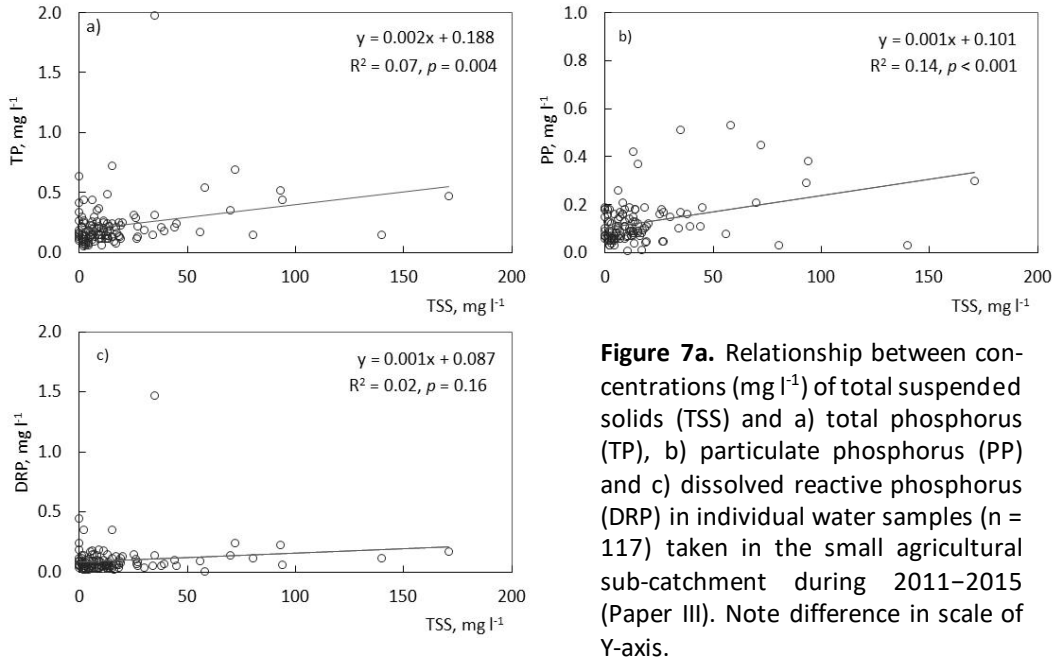 2.0
a)
y = 0.002x + 0.188
R² = 0.07, p = 0.004
1.5
1.0
0.5
0.0
TP, mg l⁻¹
0
50
100
150
200
TSS, mg l⁻¹
1.0
b)
y = 0.001x + 0.101
R² = 0.14, p < 0.001
0.8
0.6
0.4
0.2
0.0
PP, mg l⁻¹
0
50
100
150
200
TSS, mg l⁻¹
2.0
c)
y = 0.001x + 0.087
R² = 0.02, p = 0.16
1.5
1.0
0.5
0.0
DRP, mg l⁻¹
0
50
100
150
200
TSS, mg l⁻¹
Figure 7a. Relationship between con-
centrations (mg l⁻¹) of total suspended
solids (TSS) and a) total phosphorus
(TP), b) particulate phosphorus (PP)
and c) dissolved reactive phosphorus
(DRP) in individual water samples (n =
117) taken in the small agricultural
sub-catchment during 2011−2015
(Paper III). Note difference in scale of
Y-axis.